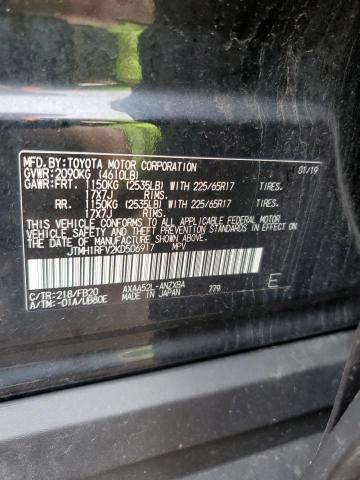 MFD.BY:TOYOTA MOTOR CORPORATION 01/19
GVWR:2090KG (4610LB)
GAWR:FRT. 1150KG (2535LB) WITH 225/65R17 TIRES.
17X7J RIMS.
RR. 1150KG (2535LB) WITH 225/65R17 TIRES.
17X7J RIMS.
THIS VEHICLE CONFORMS TO ALL APPLICABLE FEDERAL MOTOR
VEHICLE SAFETY, BUMPER, AND THEFT PREVENTION
STANDARDS IN EFFECT ON THE DATE OF MANUFACTURE
SHOWN ABOVE.
JTMH1RFV2KD506917 MPV
C/TR:218/FB20 AXAA52L-ANZXBA
A/TM:-01A/UB80E MADE IN JAPAN 779
E